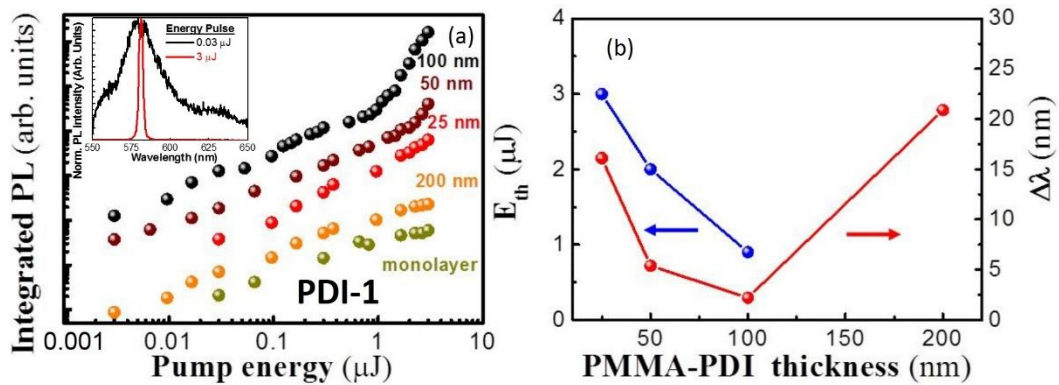 Integrated PL (arb. units)
Norm. PL Intensity (Arb. Units)
Energy Pulse
0.03 μJ
3 μJ
550 575 600 625 650
Wavelength (nm)
(a)
100 nm
50 nm
25 nm
200 nm
monolayer
PDI-1
0.001 0.01 0.1 1 10
Pump energy (μJ)
(b)
E_th (μJ)
4
3
2
1
0
30
25
20
15
10
5
0
Δλ (nm)
50 100 150 200
PMMA-PDI thickness (nm)